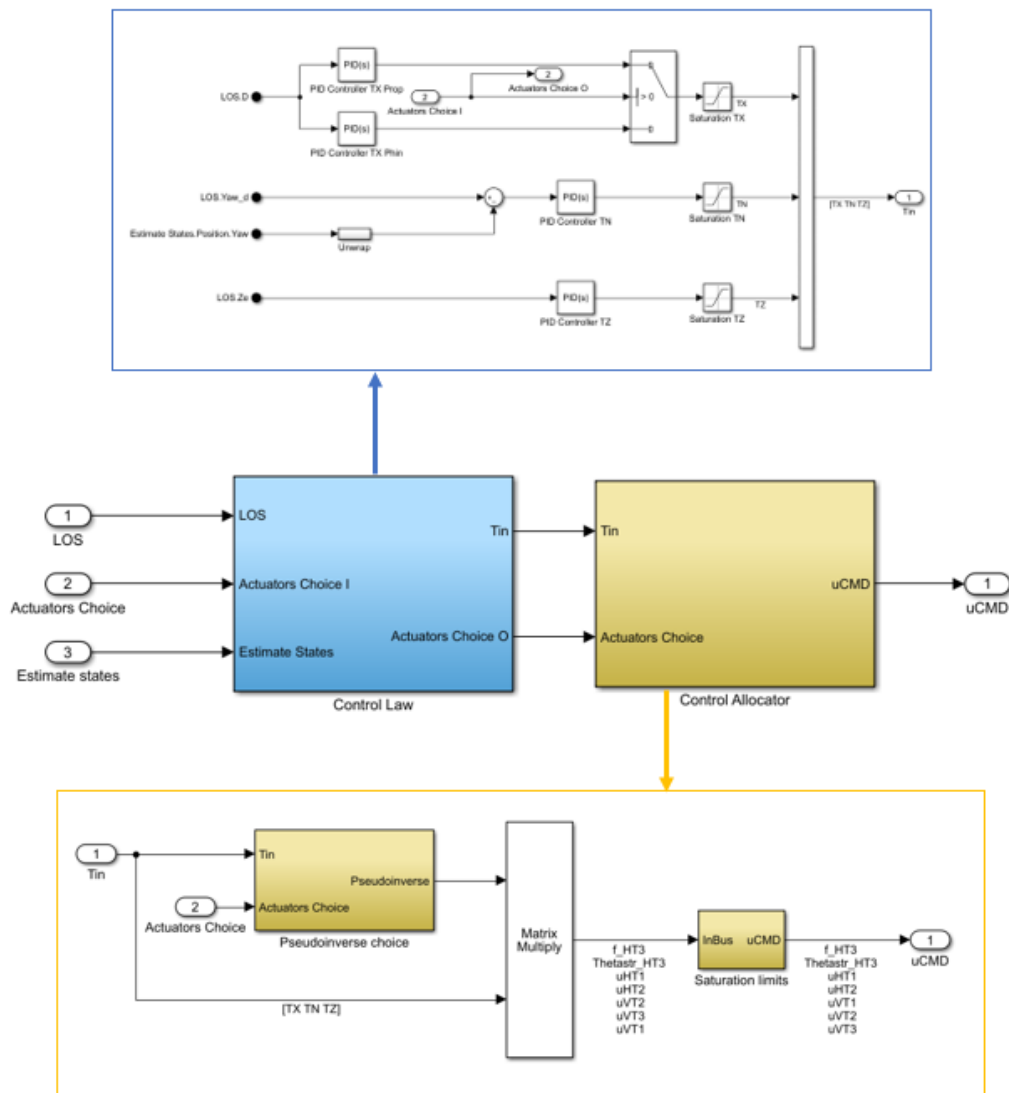 PID(s)
PID Controller TX Prop
2
Actuators Choice O
LOS.D
2
Actuators Choice I
> 0
TX
Saturation TX
PID(s)
PID Controller TX Phin
LOS.Yaw_d
PID(s)
PID Controller TN
TN
Saturation TN
[TX TN TZ]
1
Tin
Estimate States.Position.Yaw
Unwrap
LOS.Ze
PID(s)
PID Controller TZ
TZ
Saturation TZ
1
LOS
LOS
Tin
Tin
2
Actuators Choice
Actuators Choice I
uCMD
1
uCMD
3
Estimate states
Estimate States
Actuators Choice O
Actuators Choice
Control Law
Control Allocator
1
Tin
Tin
Pseudoinverse
2
Actuators Choice
Actuators Choice
Pseudoinverse choice
Matrix
Multiply
[TX TN TZ]
f_HT3
Thetastr_HT3
uHT1
uHT2
uVT2
uVT3
uVT1
InBus
uCMD
Saturation limits
f_HT3
Thetastr_HT3
uHT1
uHT2
uVT1
uVT2
uVT3
1
uCMD